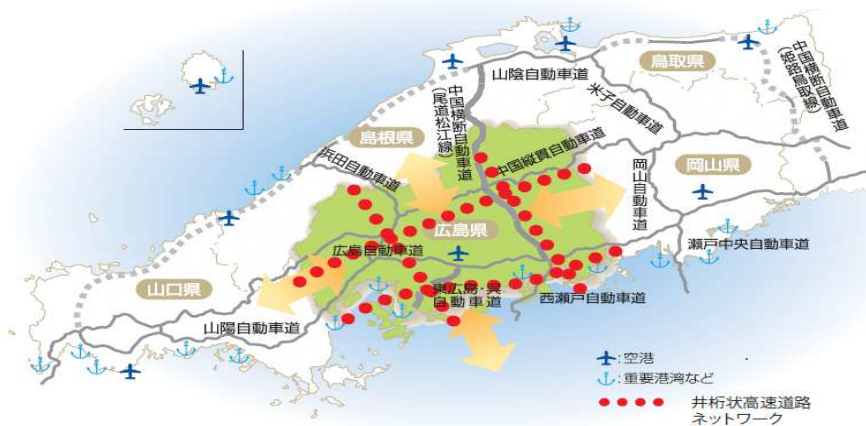 山陰自動車道
鳥取県
中国横断自動車道
(姫路鳥取線)
米子自動車道
中国横断自動車道
(尾道松江線)
島根県
浜田自動車道
中国縦貫自動車道
岡山自動車道
岡山県
広島県
広島自動車道
瀬戸中央自動車道
山口県
東広島・呉
自動車道
西瀬戸自動車道
山陽自動車道
:空港
:重要港湾など
井桁状高速道路
ネットワーク